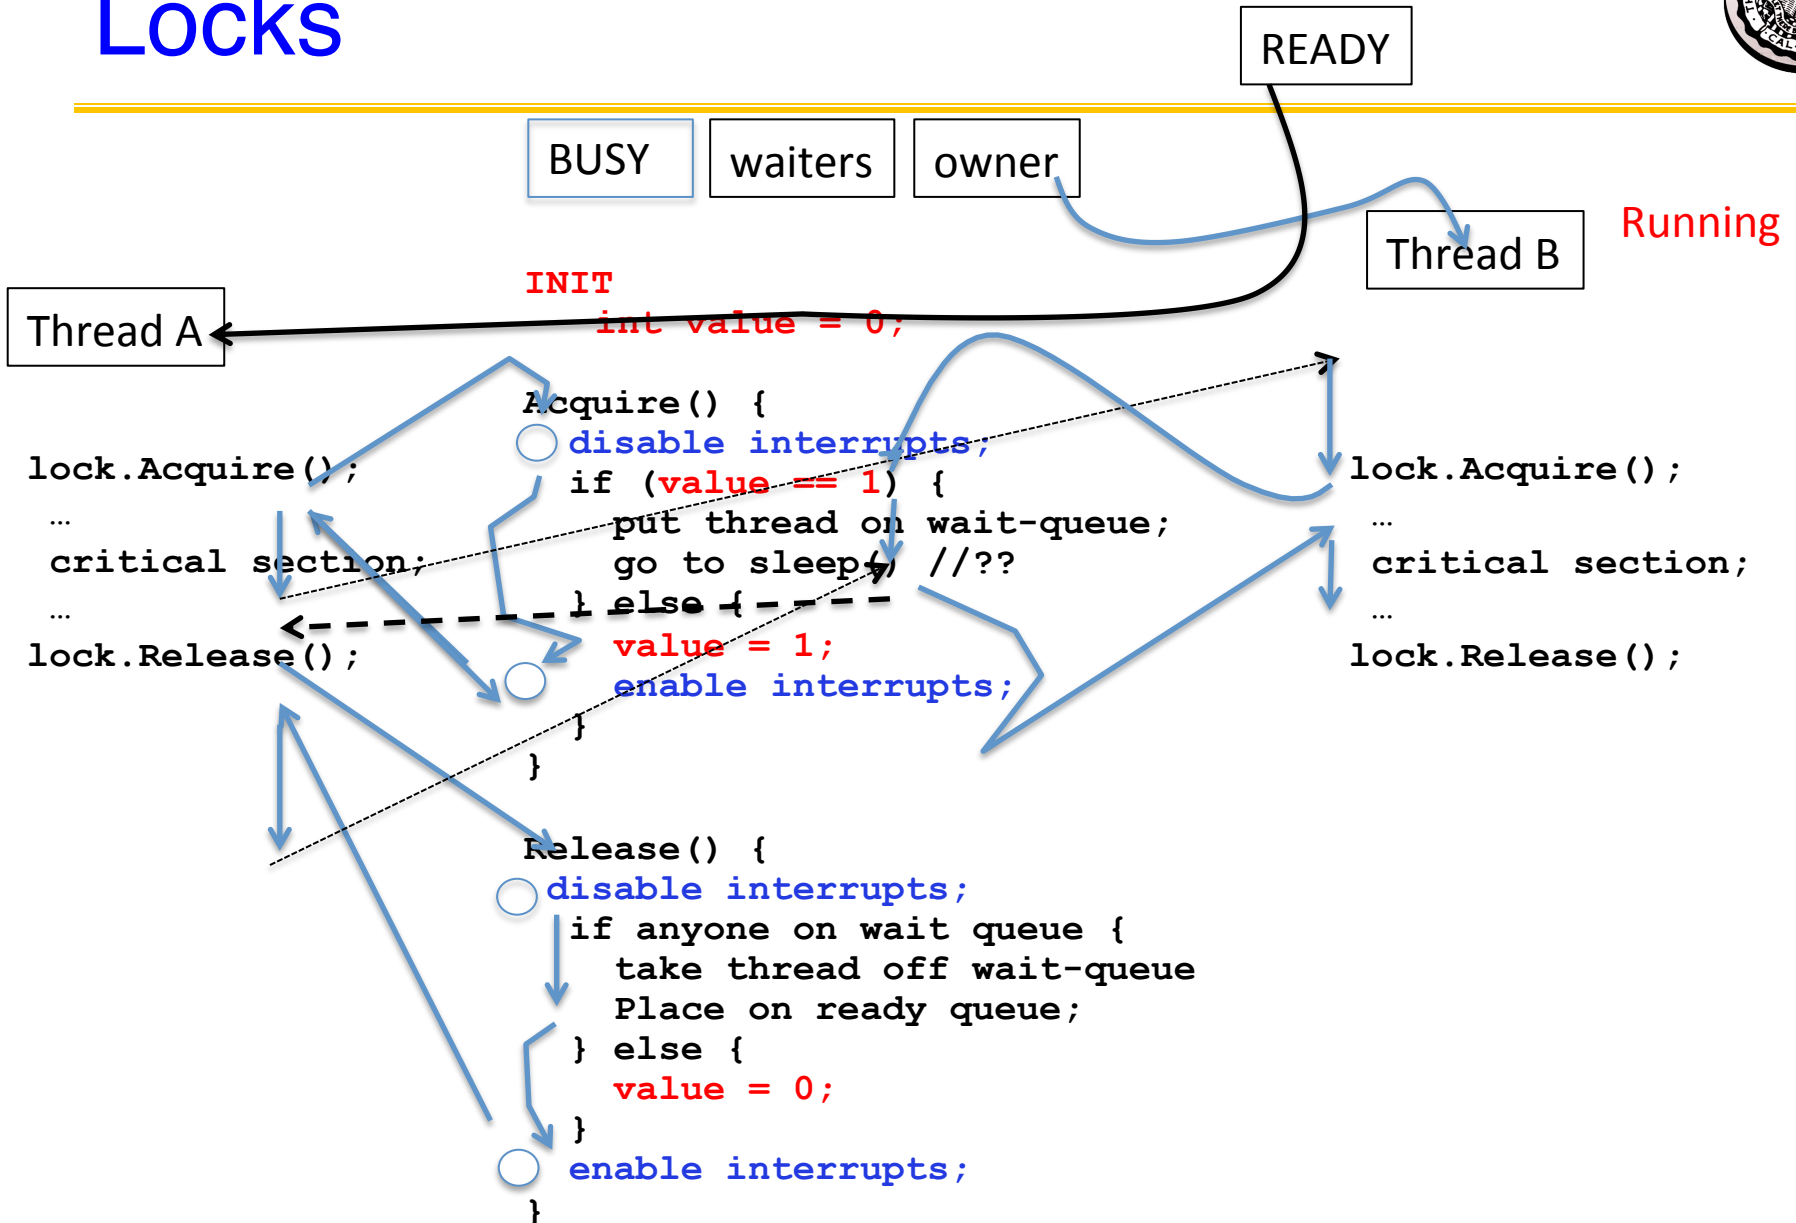 Locks
READY
BUSY
waiters
owner
Running
Thread B
INIT
int value = 0;
Thread A
Acquire() {
disable interrupts;
if (value == 1) {
put thread on wait-queue;
go to sleep() //??
} else {
value = 1;
enable interrupts;
}
}
lock.Acquire();
…
critical section;
…
lock.Release();
lock.Acquire();
…
critical section;
…
lock.Release();
Release() {
disable interrupts;
if anyone on wait queue {
take thread off wait-queue
Place on ready queue;
} else {
value = 0;
}
enable interrupts;
}